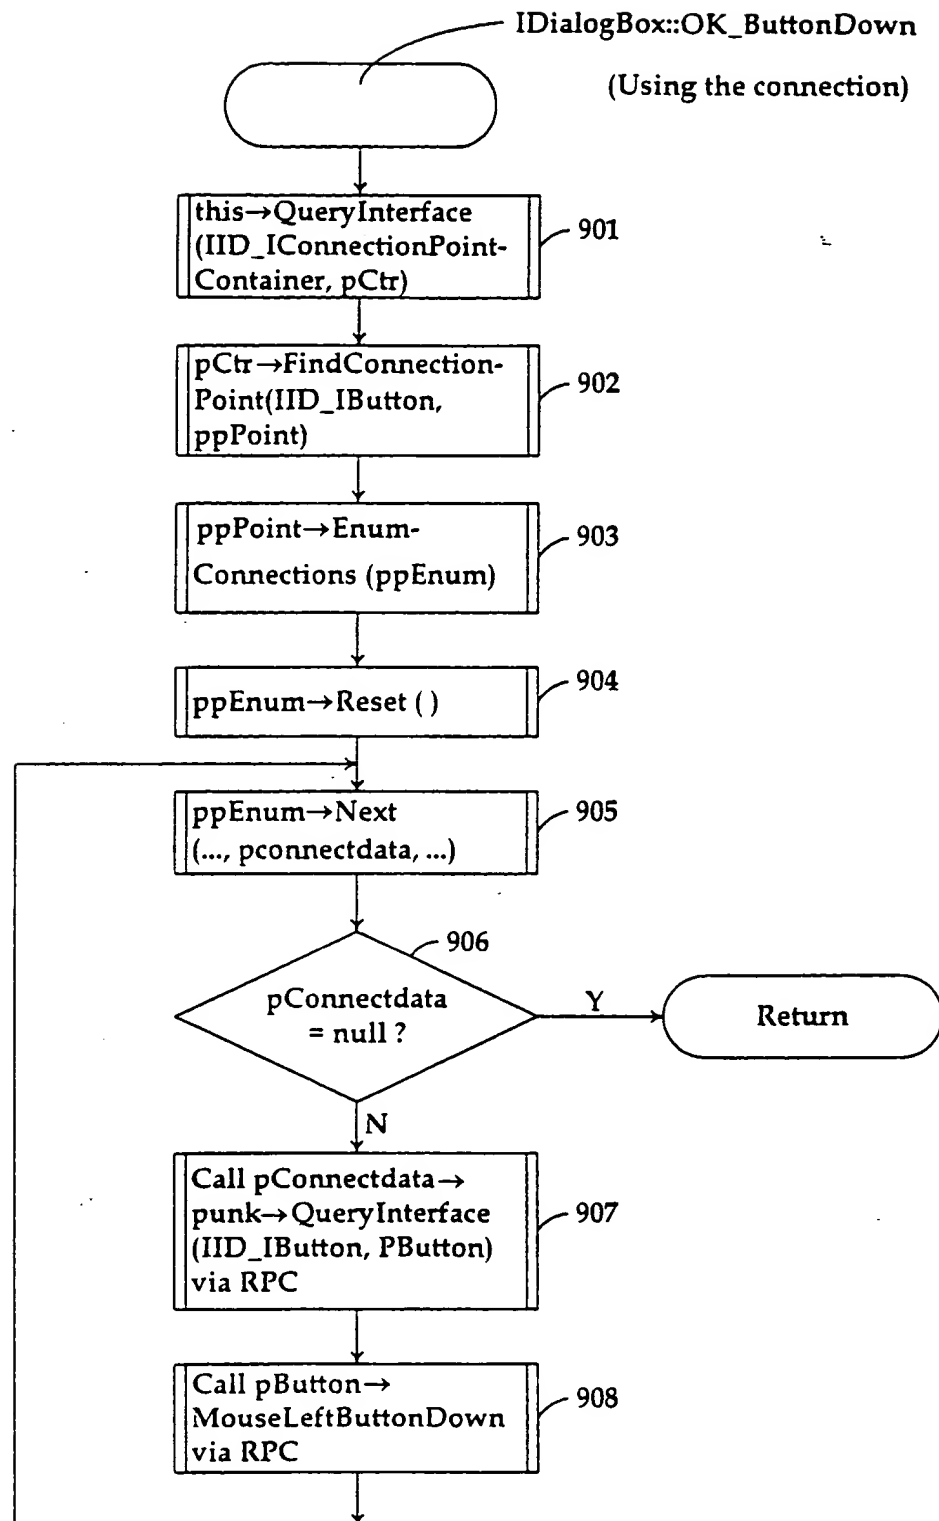 IDialogBox::OK_ButtonDown
(Using the connection)
this→QueryInterface
(IID_IConnectionPoint-
Container, pCtr)
901
pCtr→FindConnection-
Point(IID_IButton,
ppPoint)
902
ppPoint→Enum-
Connections (ppEnum)
903
ppEnum→Reset ( )
904
ppEnum→Next
(..., pconnectdata, ...)
905
906
pConnectdata
= null ?
Y
Return
N
Call pConnectdata→
punk→QueryInterface
(IID_IButton, PButton)
via RPC
907
Call pButton→
MouseLeftButtonDown
via RPC
908